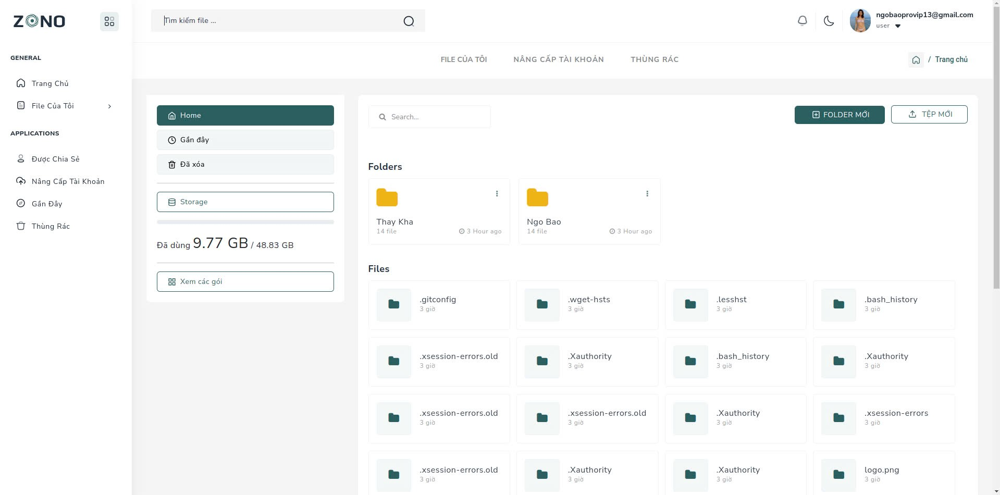 ZONO
GENERAL
Trang Chủ
File Của Tôi
APPLICATIONS
Được Chia Sẻ
Nâng Cấp Tài Khoản
Gần Đây
Thùng Rác
Tìm kiếm file ...
ngobaoprovip13@gmail.com
user
FILE CỦA TÔI
NÂNG CẤP TÀI KHOẢN
THÙNG RÁC
/ Trang chủ
Home
Gần đây
Đã xóa
Storage
Đã dùng 9.77 GB / 48.83 GB
Xem các gói
Search...
FOLDER MỚI
TỆP MỚI
Folders
Thay Kha
14 file
3 Hour ago
Ngo Bao
14 file
3 Hour ago
Files
.gitconfig
3 giờ
.wget-hsts
3 giờ
.lesshst
3 giờ
.bash_history
3 giờ
.xsession-errors.old
3 giờ
.Xauthority
3 giờ
.bash_history
3 giờ
.Xauthority
3 giờ
.xsession-errors.old
3 giờ
.xsession-errors.old
3 giờ
.Xauthority
3 giờ
.xsession-errors
3 giờ
.xsession-errors.old
3 giờ
.Xauthority
3 giờ
.Xauthority
3 giờ
logo.png
3 giờ